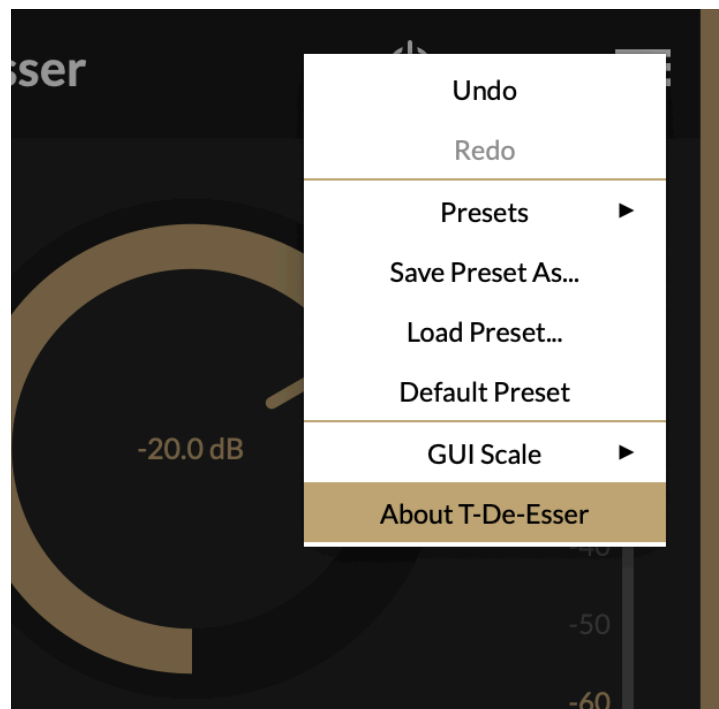 sser
Undo
Redo
Presets
Save Preset As...
Load Preset...
Default Preset
GUI Scale
About T-De-Esser
-20.0 dB
-40
-50
-60